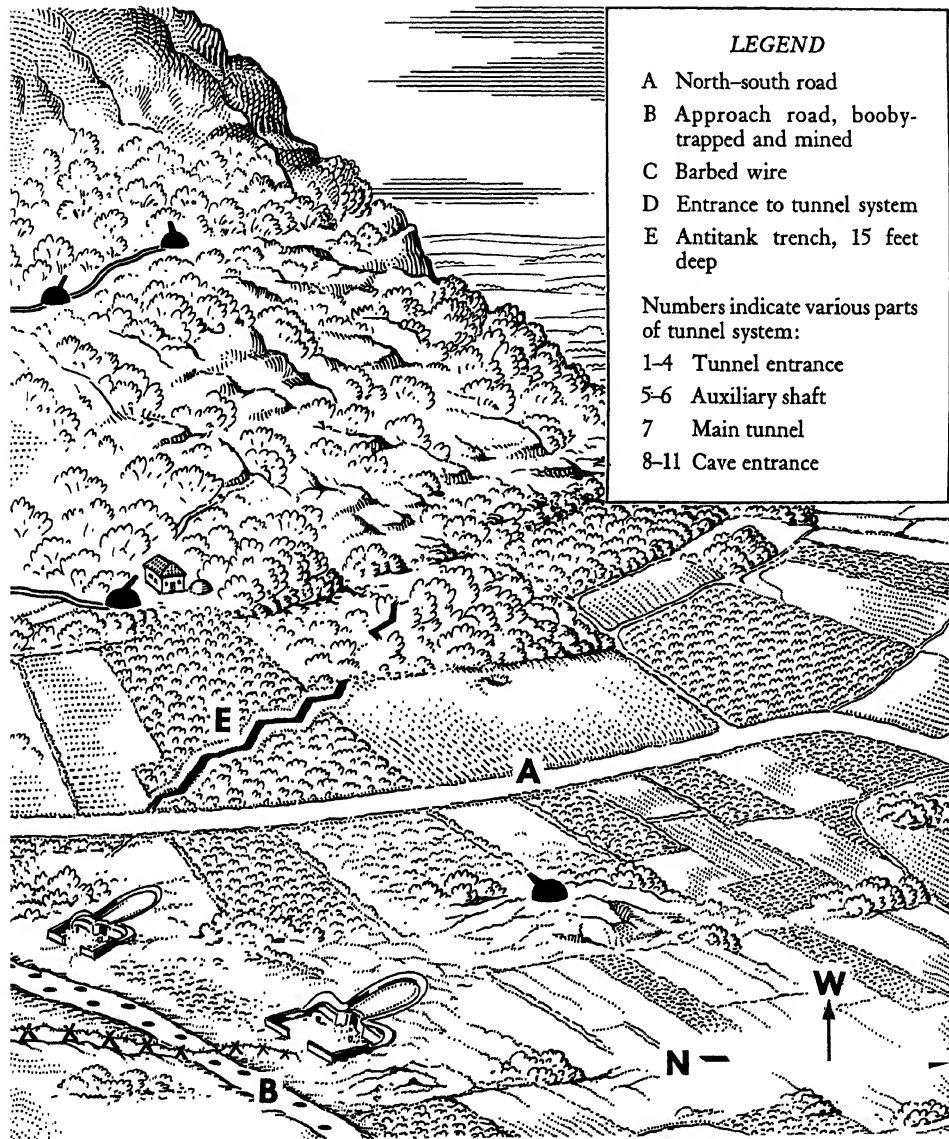 LEGEND
A North–south road
B Approach road, booby-
trapped and mined
C Barbed wire
D Entrance to tunnel system
E Antitank trench, 15 feet
deep
Numbers indicate various parts
of tunnel system:
1–4 Tunnel entrance
5–6 Auxiliary shaft
7 Main tunnel
8–11 Cave entrance
E
A
W
N
B